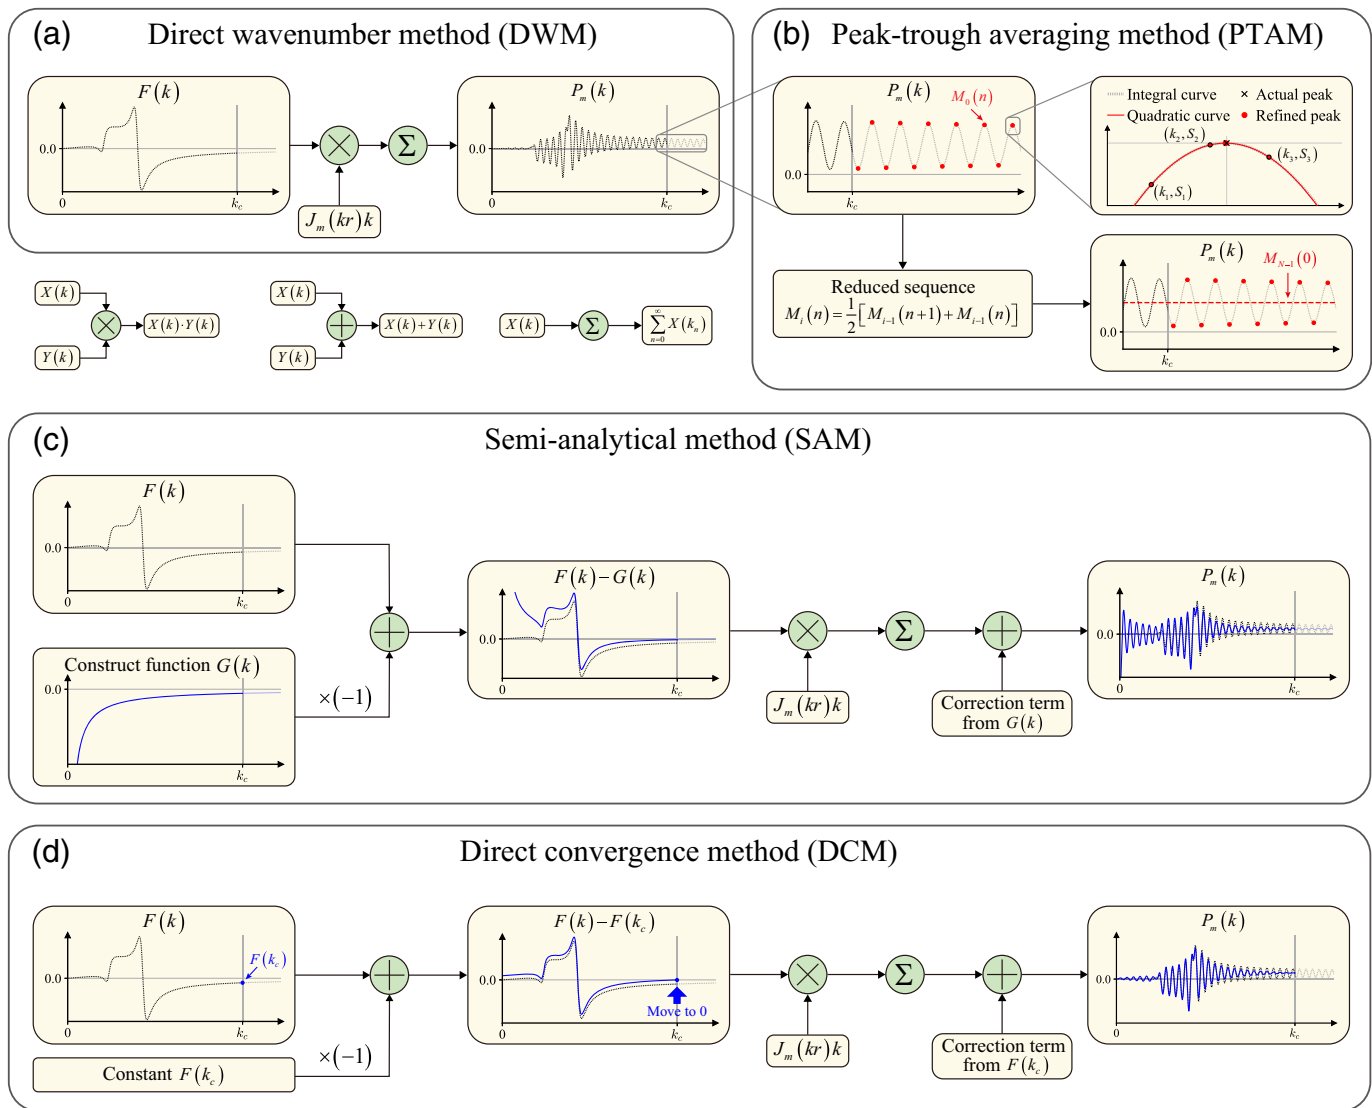 (a) Direct wavenumber method (DWM)
F(k)
0.0
0
k_c
×
J_m(kr)k
Σ
P_m(k)
0.0
0
k_c
X(k)
Y(k)
×
X(k)·Y(k)
X(k)
Y(k)
+
X(k)+Y(k)
X(k)
Σ
∑_{n=0}^{∞} X(k_n)
(b) Peak-trough averaging method (PTAM)
P_m(k)
M_0(n)
0.0
k_c
Integral curve
× Actual peak
Quadratic curve
Refined peak
(k_2,S_2)
(k_3,S_3)
(k_1,S_1)
Reduced sequence
M_i(n)=1/2[M_{i-1}(n+1)+M_{i-1}(n)]
P_m(k)
M_{N-1}(0)
0.0
k_c
(c) Semi-analytical method (SAM)
F(k)
0.0
0
k_c
Construct function G(k)
0.0
0
k_c
×(−1)
+
F(k)−G(k)
0.0
0
k_c
×
J_m(kr)k
Σ
+
Correction term
from G(k)
P_m(k)
0.0
0
k_c
(d) Direct convergence method (DCM)
F(k)
0.0
F(k_c)
0
k_c
Constant F(k_c)
×(−1)
+
F(k)−F(k_c)
0.0
Move to 0
0
k_c
×
J_m(kr)k
Σ
+
Correction term
from F(k_c)
P_m(k)
0.0
0
k_c